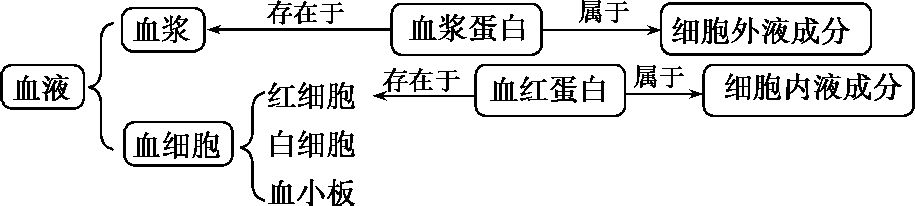 血浆 存在于 血浆蛋白 属于 细胞外液成分
血液
红细胞 存在于 血红蛋白 属于 细胞内液成分
血细胞 白细胞
血小板